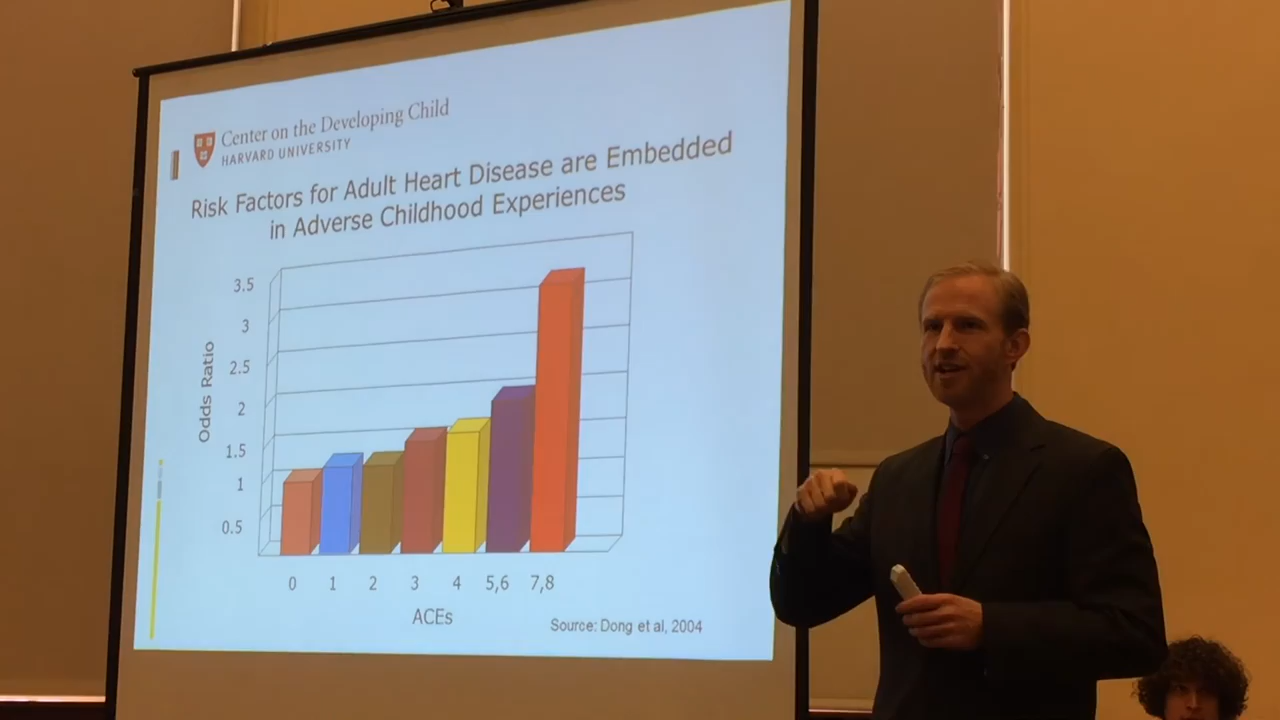 Center on the Developing Child
HARVARD UNIVERSITY
Risk Factors for Adult Heart Disease are Embedded
in Adverse Childhood Experiences
Odds Ratio
3.5
3
2.5
2
1.5
1
0.5
0 1 2 3 4 5,6 7,8
ACEs
Source: Dong et al, 2004